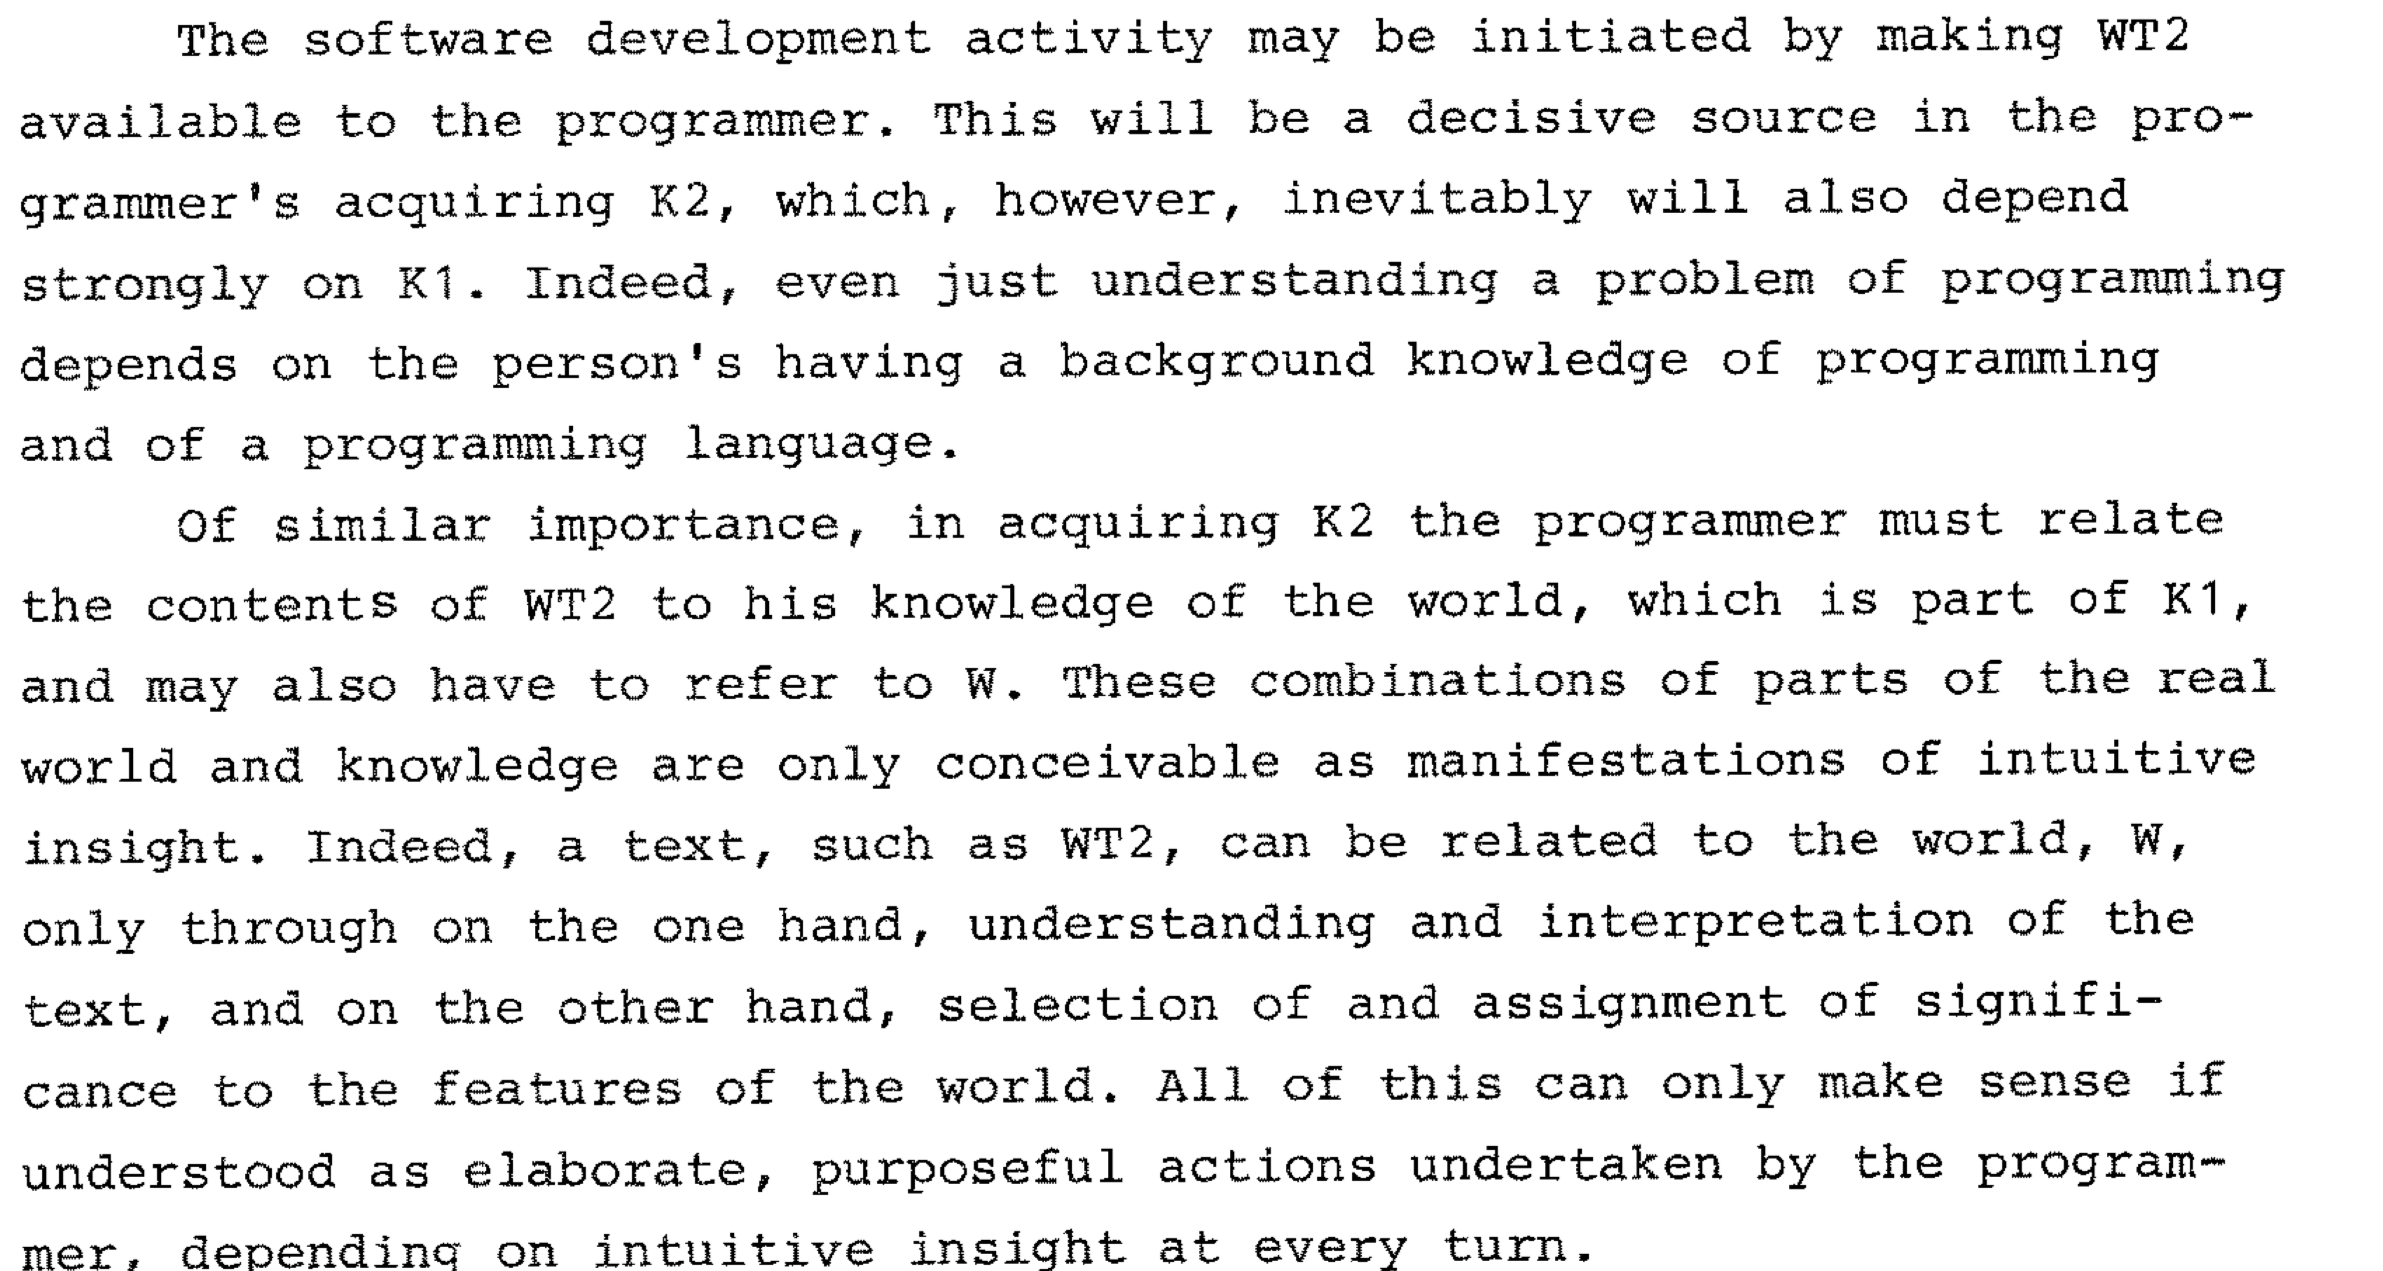 The software development activity may be initiated by making WT2
available to the programmer. This will be a decisive source in the pro-
grammer's acquiring K2, which, however, inevitably will also depend
strongly on K1. Indeed, even just understanding a problem of programming
depends on the person's having a background knowledge of programming
and of a programming language.
Of similar importance, in acquiring K2 the programmer must relate
the contents of WT2 to his knowledge of the world, which is part of K1,
and may also have to refer to W. These combinations of parts of the real
world and knowledge are only conceivable as manifestations of intuitive
insight. Indeed, a text, such as WT2, can be related to the world, W,
only through on the one hand, understanding and interpretation of the
text, and on the other hand, selection of and assignment of signifi-
cance to the features of the world. All of this can only make sense if
understood as elaborate, purposeful actions undertaken by the program-
mer, depending on intuitive insight at every turn.